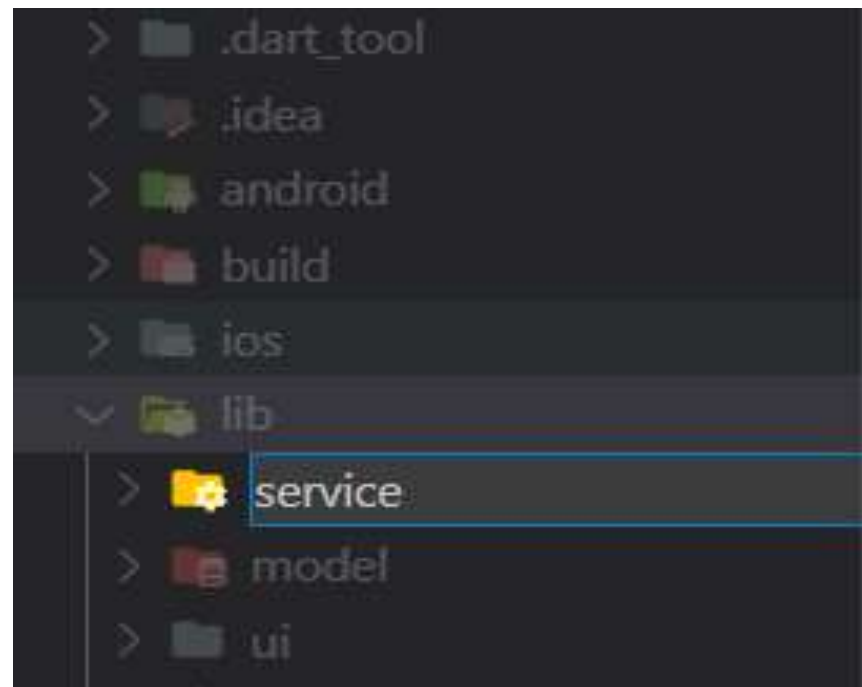 .dart_tool
.idea
android
build
ios
lib
service
model
ui